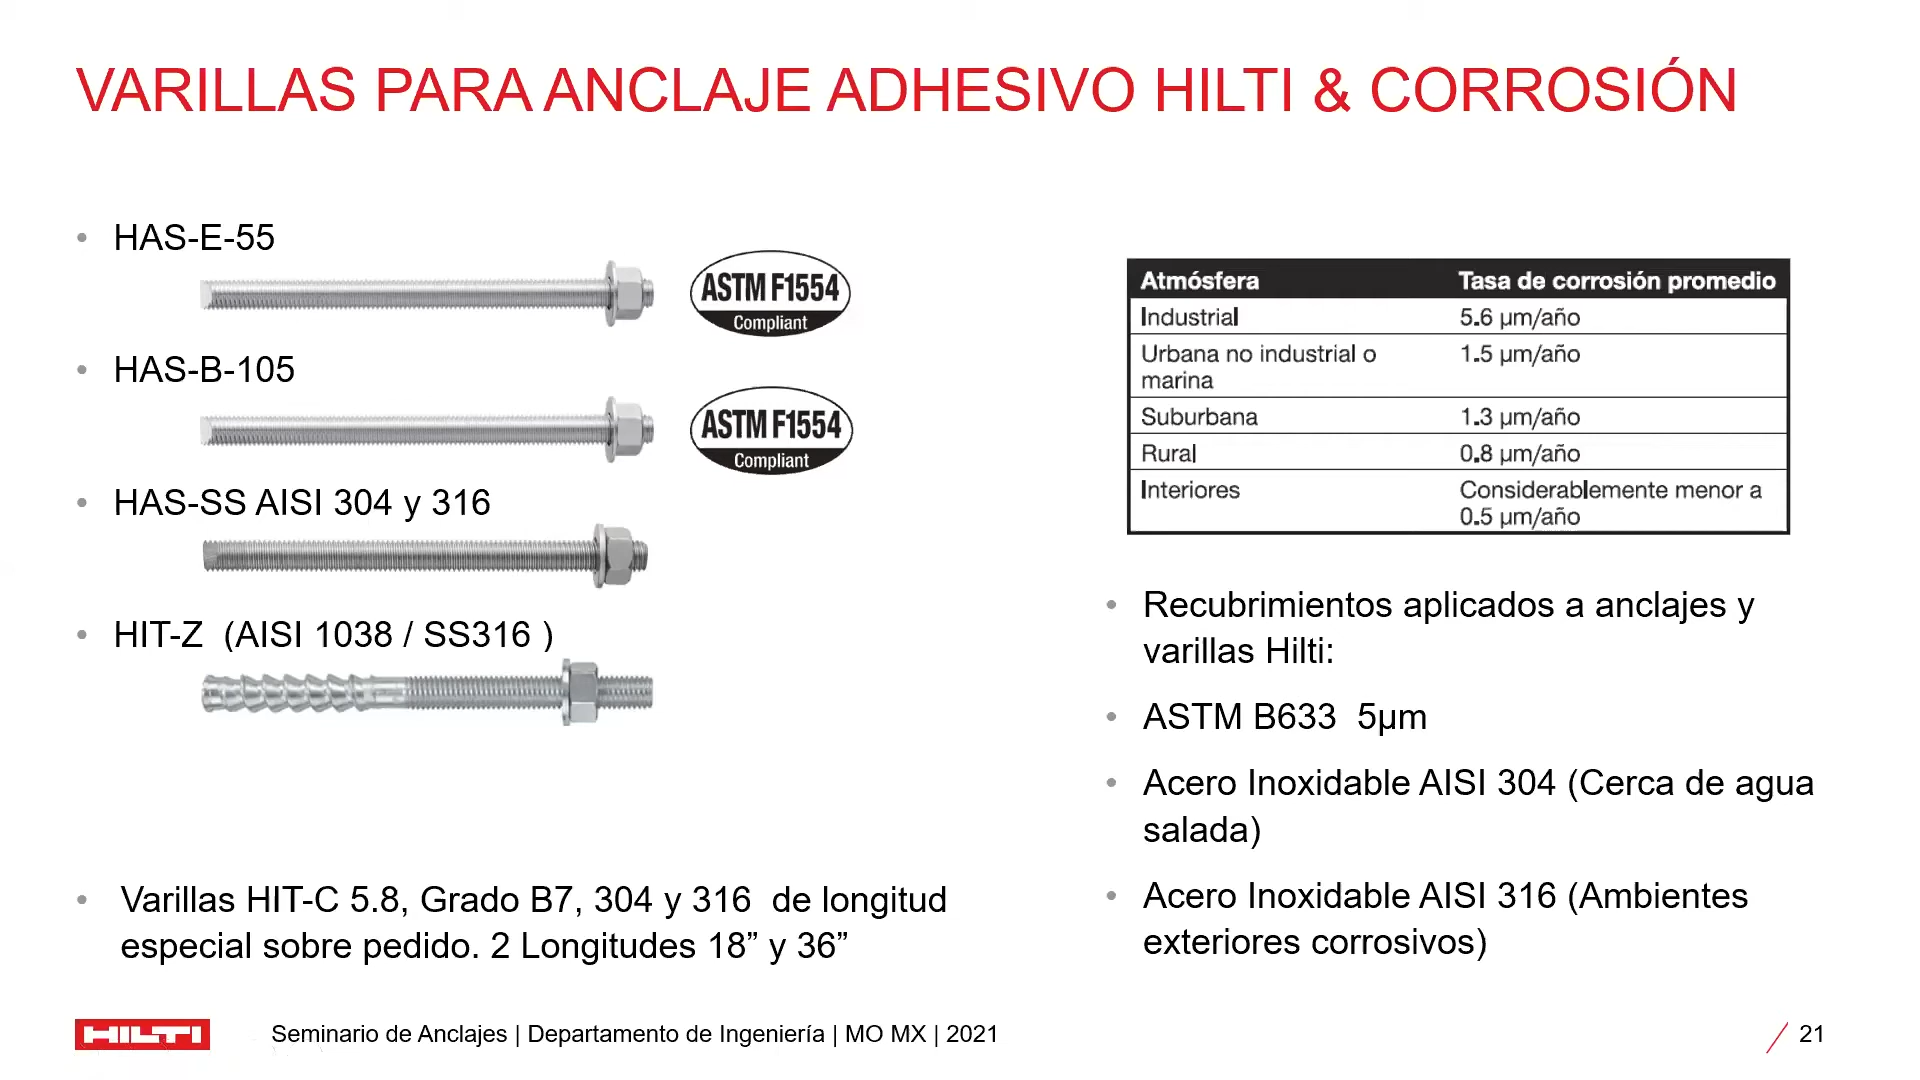 VARILLAS PARA ANCLAJE ADHESIVO HILTI & CORROSIÓN
• HAS-E-55
ASTM F1554
Compliant
• HAS-B-105
ASTM F1554
Compliant
• HAS-SS AISI 304 y 316
• HIT-Z (AISI 1038 / SS316 )
• Varillas HIT-C 5.8, Grado B7, 304 y 316 de longitud
especial sobre pedido. 2 Longitudes 18” y 36”
Atmósfera Tasa de corrosión promedio
Industrial 5.6 µm/año
Urbana no industrial o 1.5 µm/año
marina
Suburbana 1.3 µm/año
Rural 0.8 µm/año
Interiores Considerablemente menor a
0.5 µm/año
• Recubrimientos aplicados a anclajes y
varillas Hilti:
• ASTM B633 5µm
• Acero Inoxidable AISI 304 (Cerca de agua
salada)
• Acero Inoxidable AISI 316 (Ambientes
exteriores corrosivos)
HILTI
Seminario de Anclajes | Departamento de Ingeniería | MO MX | 2021
21